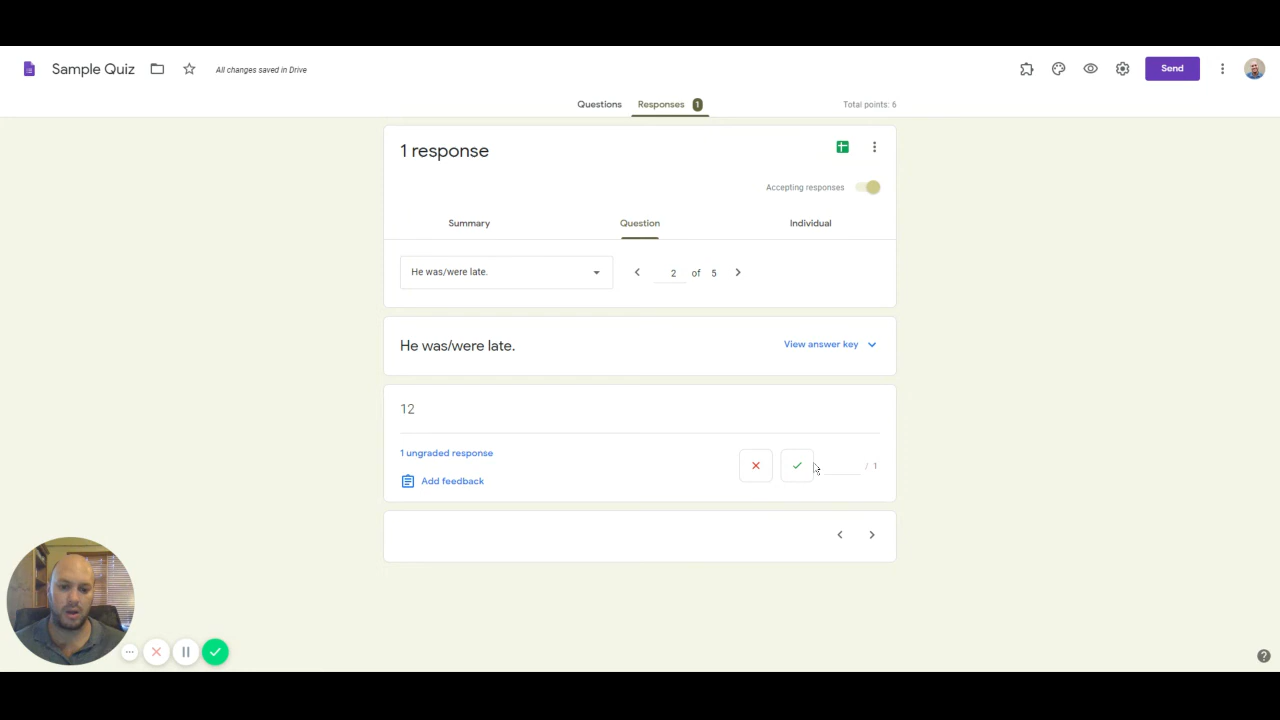 Sample Quiz All changes saved in Drive Send
Questions Responses 1 Total points: 6
1 response
Accepting responses
Summary Question Individual
He was/were late. 2 of 5
He was/were late. View answer key
12
1 ungraded response / 1
Add feedback